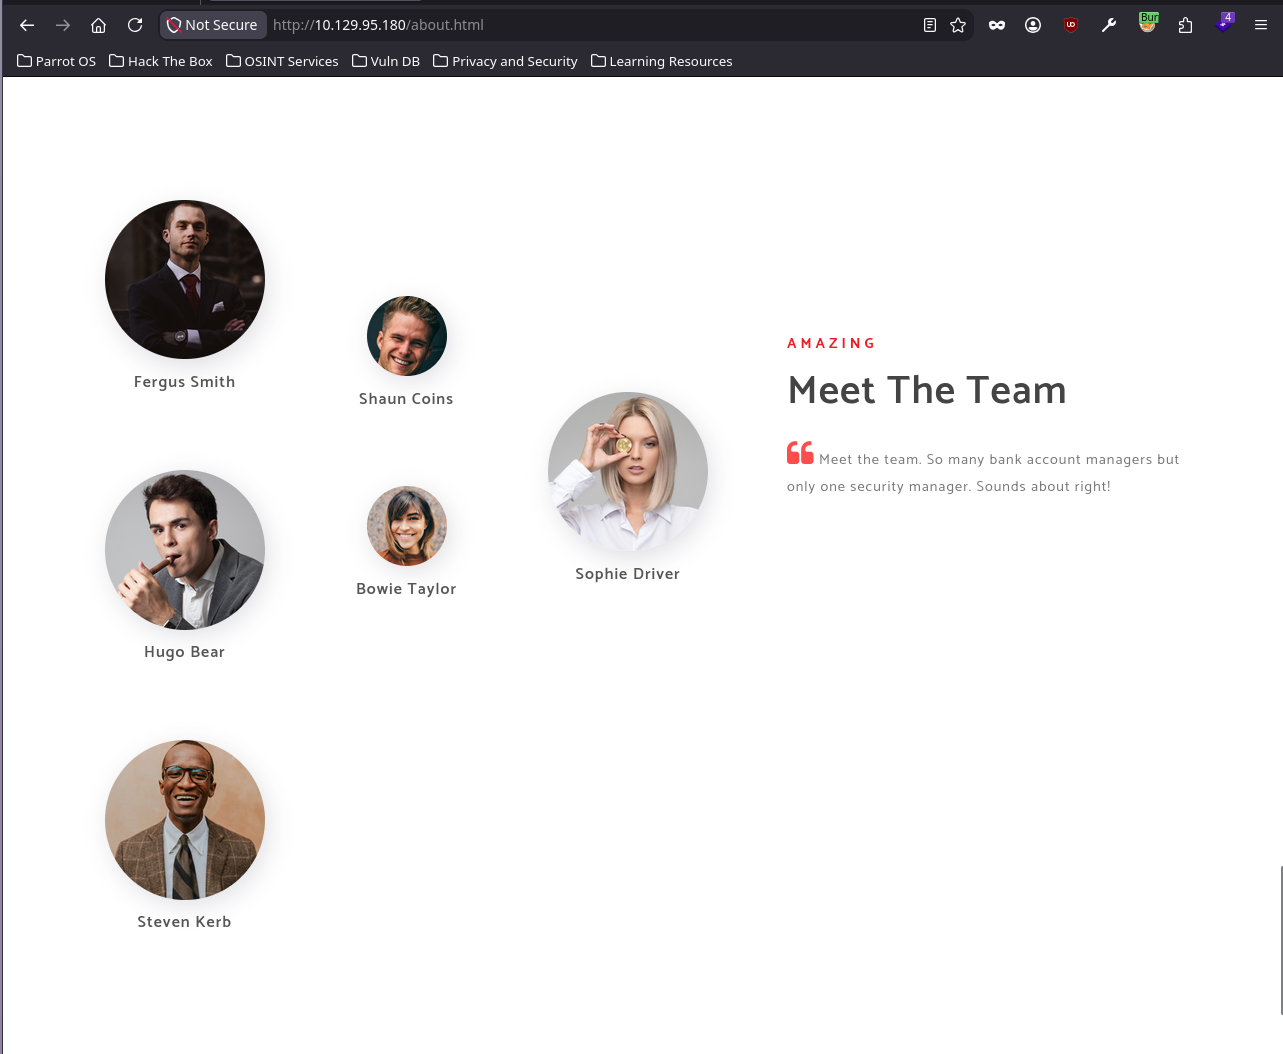 Not Secure
http://10.129.95.180/about.html
Bur
4
Parrot OS
Hack The Box
OSINT Services
Vuln DB
Privacy and Security
Learning Resources
Fergus Smith
Shaun Coins
Hugo Bear
Bowie Taylor
Sophie Driver
Steven Kerb
AMAZING
Meet The Team
Meet the team. So many bank account managers but
only one security manager. Sounds about right!